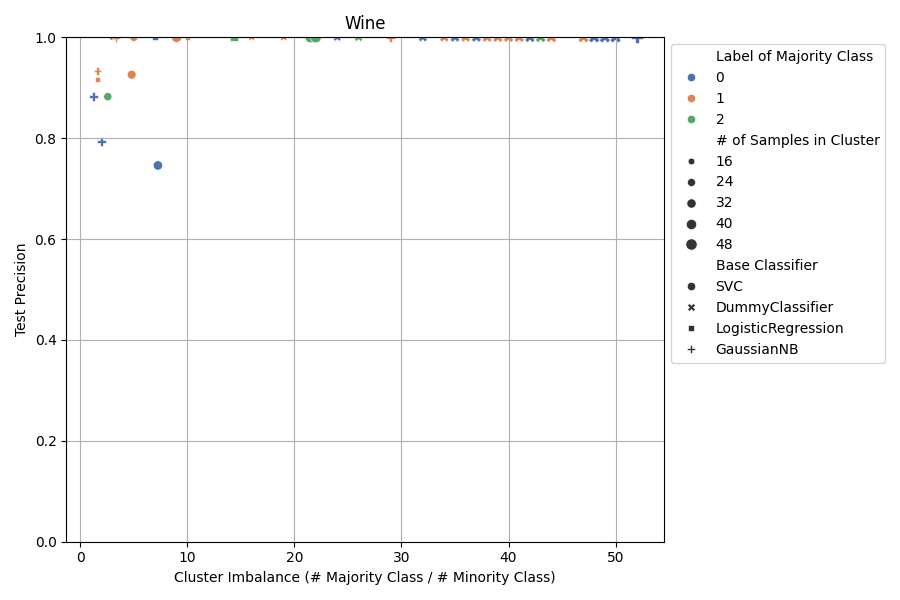 Wine
1.0
0.8
0.6
0.4
0.2
0.0
Test Precision
0 10 20 30 40 50
Cluster Imbalance (# Majority Class / # Minority Class)
Label of Majority Class
0
1
2
# of Samples in Cluster
16
24
32
40
48
Base Classifier
SVC
DummyClassifier
LogisticRegression
GaussianNB